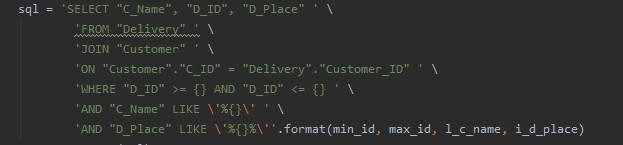 sql = 'SELECT "C_Name", "D_ID", "D_Place" ' \
'FROM "Delivery" ' \
'JOIN "Customer" ' \
'ON "Customer"."C_ID" = "Delivery"."Customer_ID" ' \
'WHERE "D_ID" >= {} AND "D_ID" <= {} ' \
'AND "C_Name" LIKE \'%{}\' ' \
'AND "D_Place" LIKE \'%{}%\''.format(min_id, max_id, l_c_name, i_d_place)